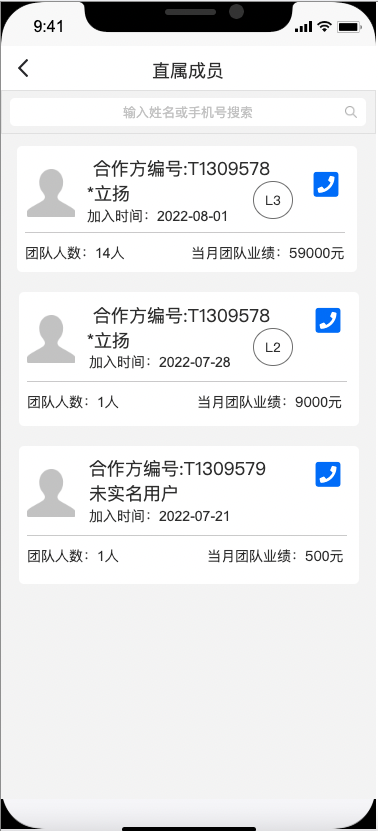 9:41
直属成员
输入姓名或手机号搜索
合作方编号:T1309578
*立扬
L3
加入时间：2022-08-01
团队人数：14人 当月团队业绩：59000元
合作方编号:T1309578
*立扬
L2
加入时间：2022-07-28
团队人数：1人 当月团队业绩：9000元
合作方编号:T1309579
未实名用户
加入时间：2022-07-21
团队人数：1人 当月团队业绩：500元